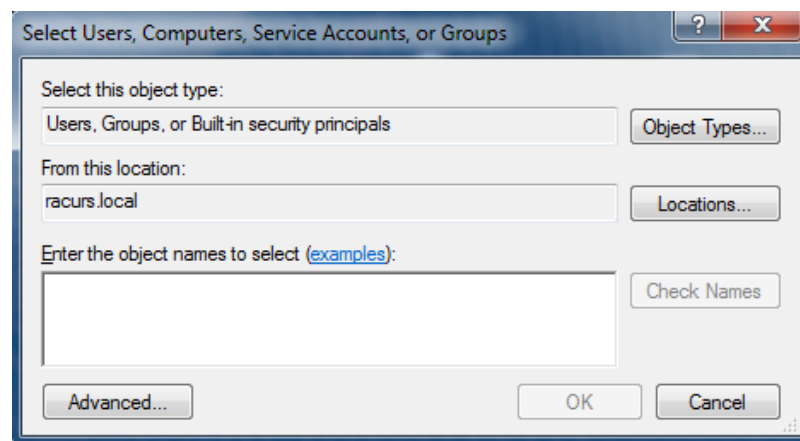 Select Users, Computers, Service Accounts, or Groups
?
X
Select this object type:
Users, Groups, or Built-in security principals
Object Types...
From this location:
racurs.local
Locations...
Enter the object names to select (examples):
Check Names
Advanced...
OK
Cancel